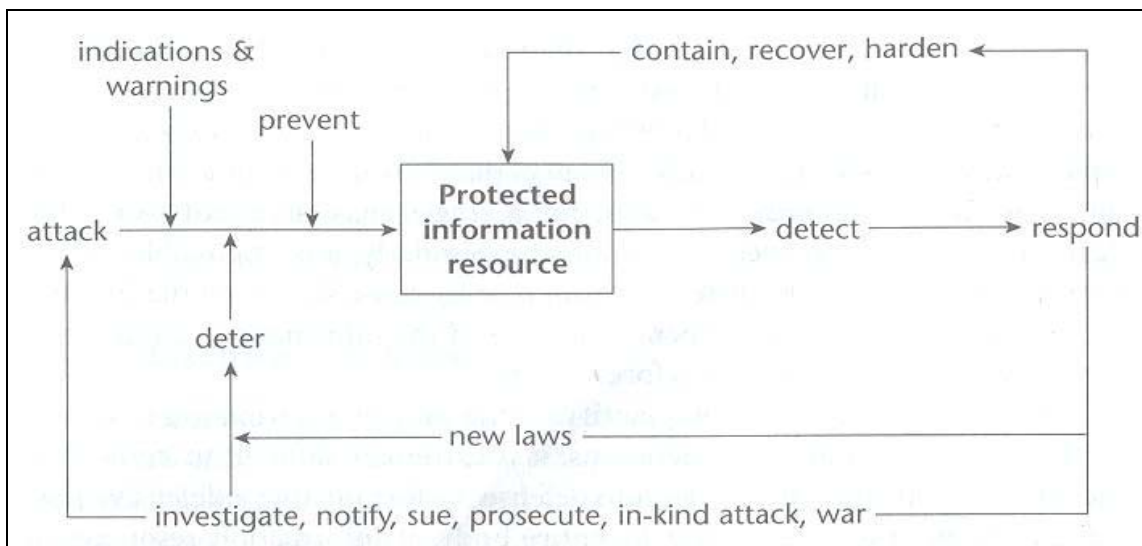 indications &
warnings
contain, recover, harden
prevent
Protected
information
resource
attack
detect
respond
deter
new laws
investigate, notify, sue, prosecute, in-kind attack, war